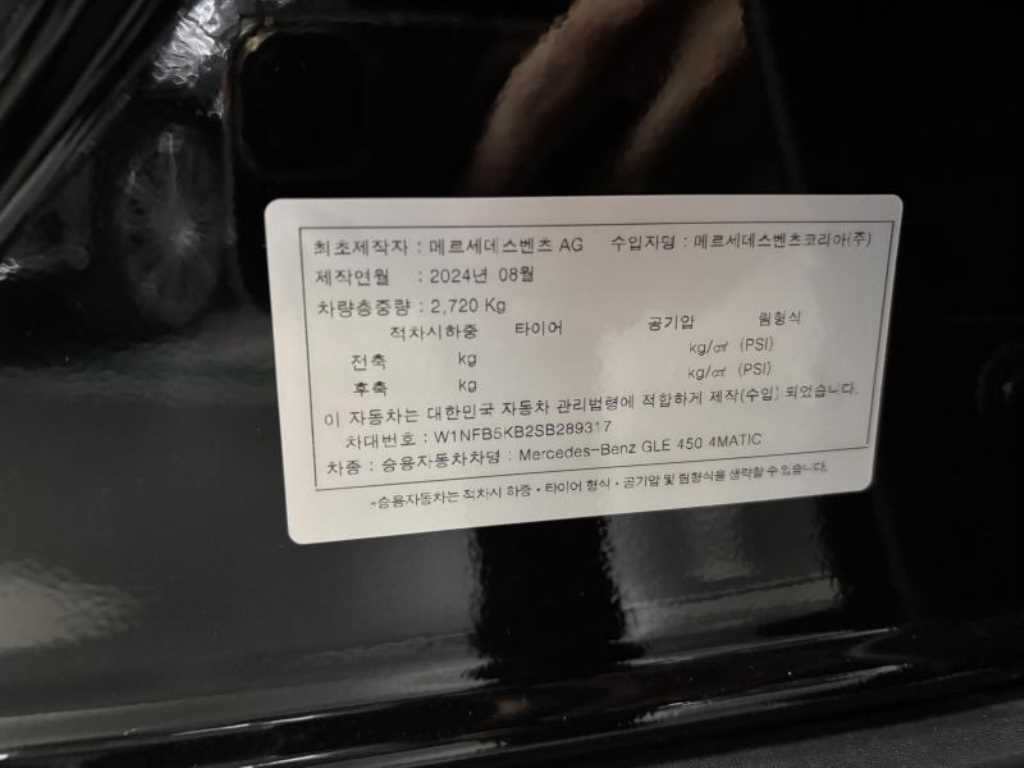 최초제작자 : 메르세데스벤츠 AG 수입자명 : 메르세데스벤츠코리아(주)
제작연월 : 2024년 08월
차량총중량 : 2,720 Kg
적차시하중 타이어 공기압 림형식
전축 kg kg/㎠ (PSI)
후축 kg kg/㎠ (PSI)
이 자동차는 대한민국 자동차 관리법령에 적합하게 제작(수입) 되었습니다.
차대번호 : W1NFB5KB2SB289317
차종 : 승용자동차차명 : Mercedes-Benz GLE 450 4MATIC
*승용자동차는 적차시 하중·타이어 형식·공기압 및 림형식을 생략할 수 있습니다.